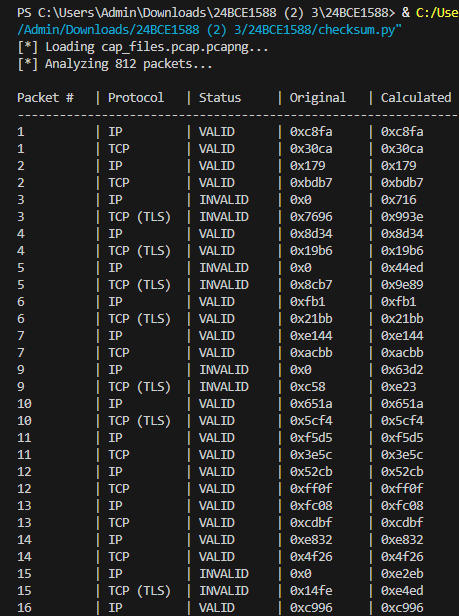 PS C:\Users\Admin\Downloads\24BCE1588 (2) 3\24BCE1588> & C:/Use
/Admin/Downloads/24BCE1588 (2) 3/24BCE1588/checksum.py"
[*] Loading cap_files.pcap.pcapng...
[*] Analyzing 812 packets...
Packet # | Protocol | Status | Original | Calculated
----------------------------------------------------------
1 | IP | VALID | 0xc8fa | 0xc8fa
1 | TCP | VALID | 0x30ca | 0x30ca
2 | IP | VALID | 0x179 | 0x179
2 | TCP | VALID | 0xbdb7 | 0xbdb7
3 | IP | INVALID | 0x0 | 0x716
3 | TCP (TLS) | INVALID | 0x7696 | 0x993e
4 | IP | VALID | 0x8d34 | 0x8d34
4 | TCP (TLS) | VALID | 0x19b6 | 0x19b6
5 | IP | INVALID | 0x0 | 0x44ed
5 | TCP (TLS) | INVALID | 0x8cb7 | 0x9e89
6 | IP | VALID | 0xfb1 | 0xfb1
6 | TCP (TLS) | VALID | 0x21bb | 0x21bb
7 | IP | VALID | 0xe144 | 0xe144
7 | TCP | VALID | 0xacbb | 0xacbb
9 | IP | INVALID | 0x0 | 0x63d2
9 | TCP (TLS) | INVALID | 0xc58 | 0xe23
10 | IP | VALID | 0x651a | 0x651a
10 | TCP (TLS) | VALID | 0x5cf4 | 0x5cf4
11 | IP | VALID | 0xf5d5 | 0xf5d5
11 | TCP | VALID | 0x3e5c | 0x3e5c
12 | IP | VALID | 0x52cb | 0x52cb
12 | TCP | VALID | 0xff0f | 0xff0f
13 | IP | VALID | 0xfc08 | 0xfc08
13 | TCP | VALID | 0xcdbf | 0xcdbf
14 | IP | VALID | 0xe832 | 0xe832
14 | TCP | VALID | 0x4f26 | 0x4f26
15 | IP | INVALID | 0x0 | 0xe2eb
15 | TCP (TLS) | INVALID | 0x14fe | 0xe4ed
16 | IP | VALID | 0xc996 | 0xc996